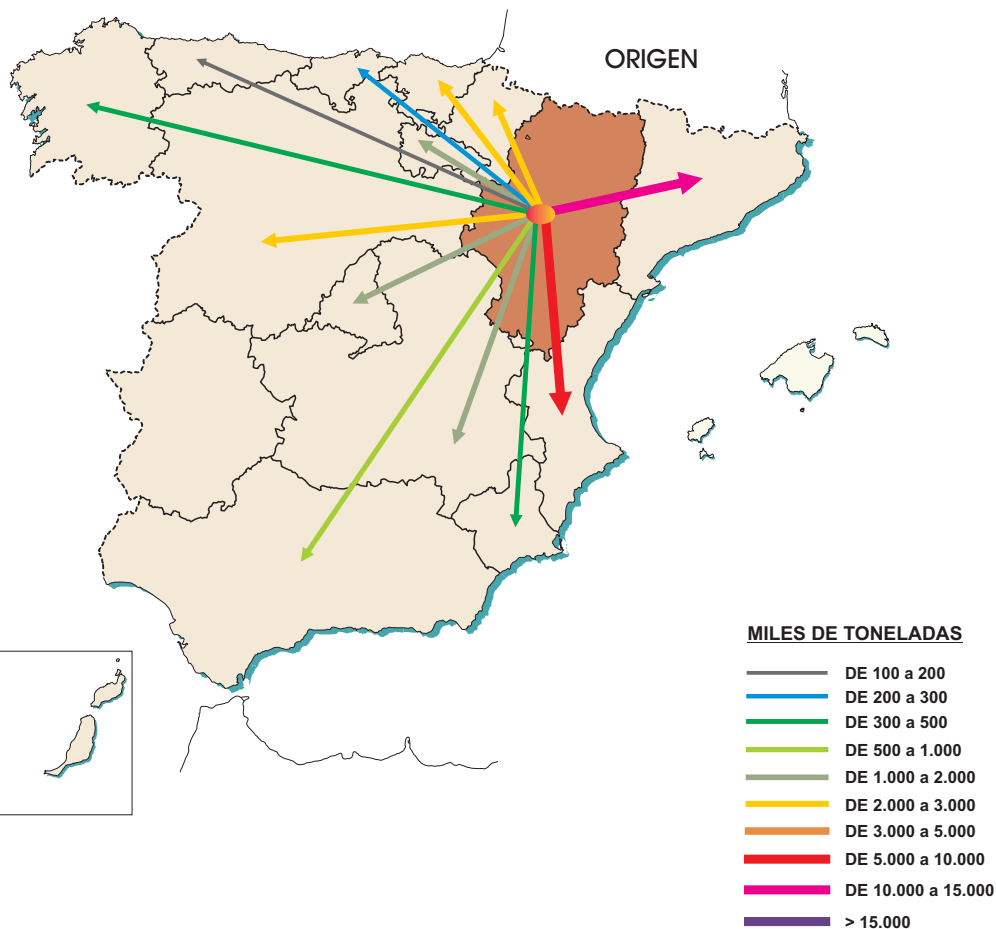 ORIGEN
MILES DE TONELADAS
DE 100 a 200
DE 200 a 300
DE 300 a 500
DE 500 a 1.000
DE 1.000 a 2.000
DE 2.000 a 3.000
DE 3.000 a 5.000
DE 5.000 a 10.000
DE 10.000 a 15.000
> 15.000